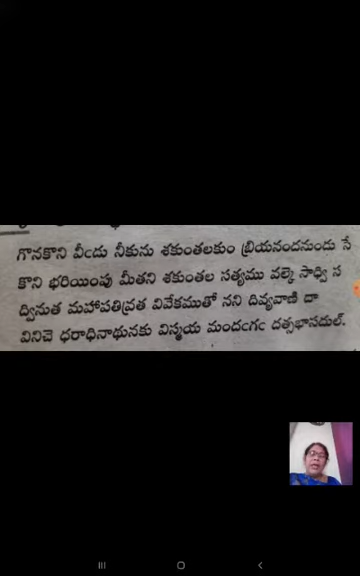 గొనకొని వీఁడు నీకును శకుంతలకుం బ్రియనందనుండు సే
కొని భరియింపు మీతని శకుంతల సత్యము వల్కె సాధ్వి స
ద్వినుత మహాపతివ్రత వివేకముతో నని దివ్యవాణి దా
వినిచె ధరాధినాథునకు విస్మయ మందఁగఁ దత్సభాసదుల్.